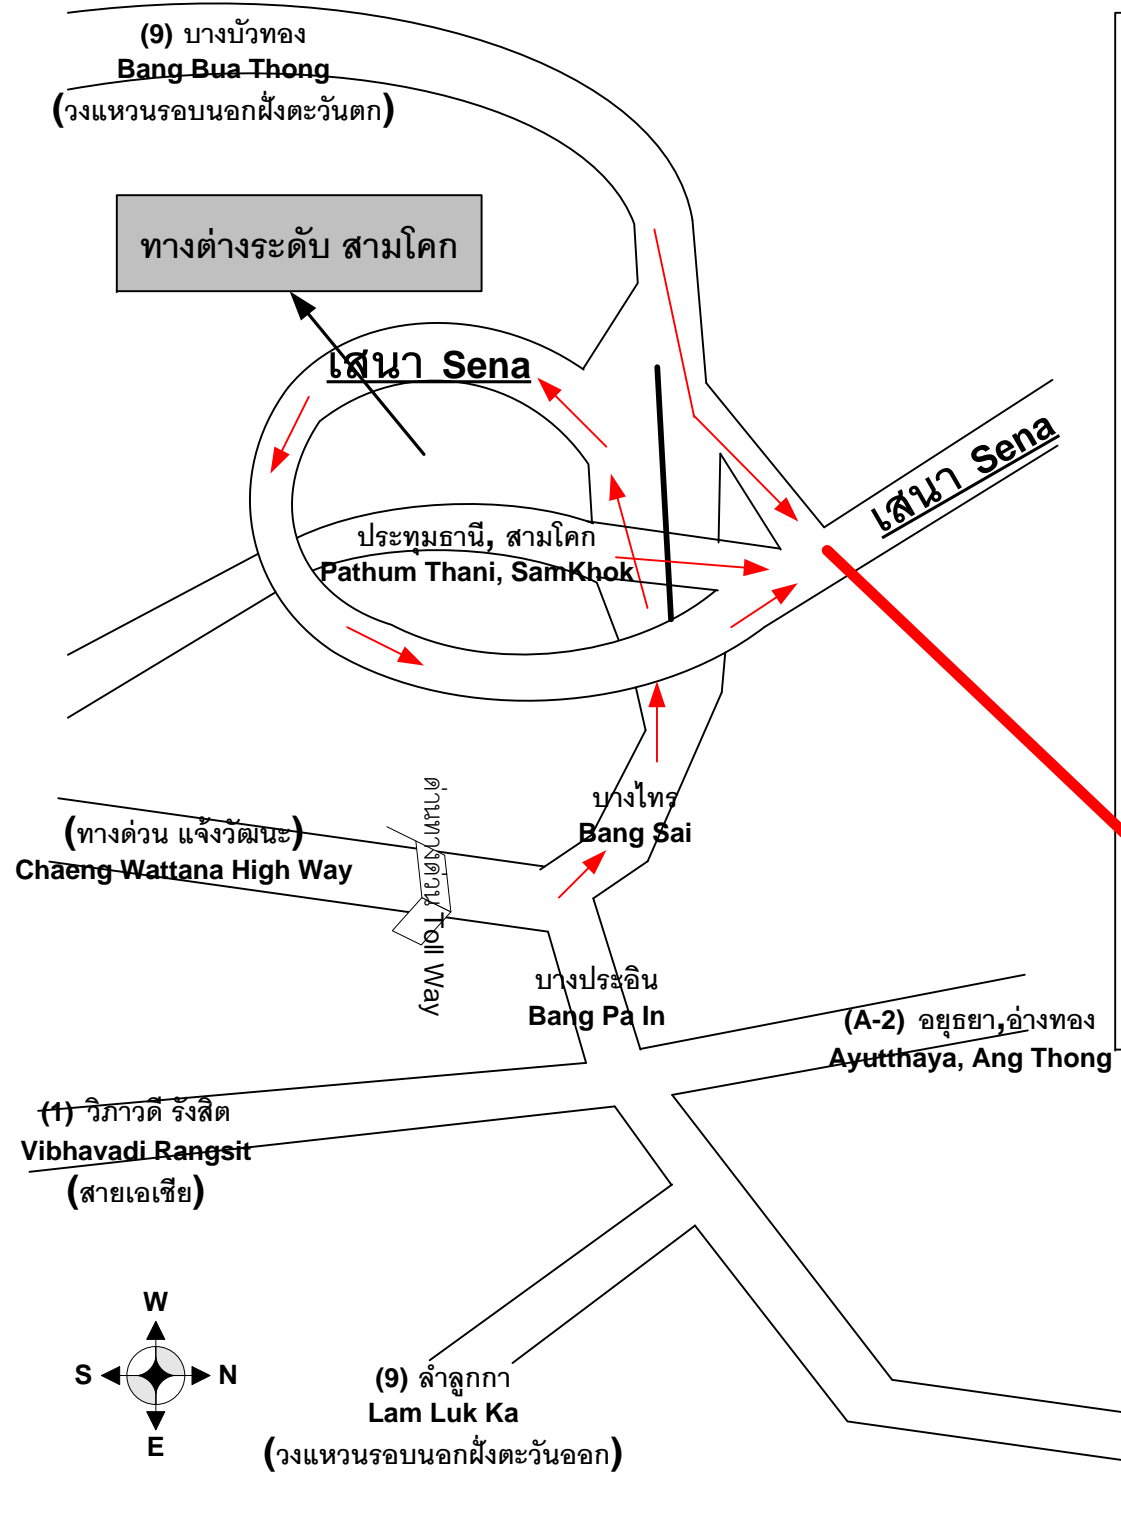 (9) บางบัวทอง
Bang Bua Thong
(วงแหวนรอบนอกฝั่งตะวันตก)
ทางต่างระดับ สามโคก
เสนา Sena
เสนา Sena
ประทุมธานี, สามโคก
Pathum Thani, SamKhok
บางไทร
Bang Sai
(ทางด่วน แจ้งวัฒนะ)
Chaeng Wattana High Way
ด่านทางด่วน Toll Way
บางประอิน
Bang Pa In
(A-2) อยุธยา,อ่างทอง
Ayutthaya, Ang Thong
(1) วิภาวดี รังสิต
Vibhavadi Rangsit
(สายเอเชีย)
W
S N
E
(9) ลำลูกกา
Lam Luk Ka
(วงแหวนรอบนอกฝั่งตะวันออก)